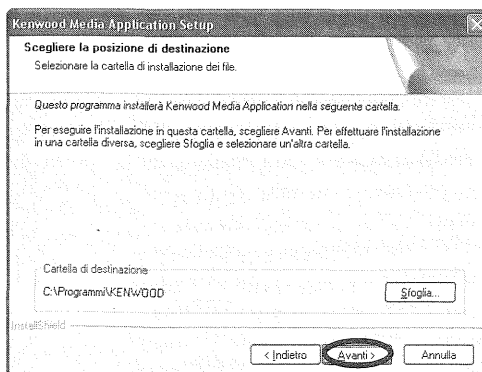 Kenwood Media Application Setup
Scegliere la posizione di destinazione
Selezionare la cartella di installazione dei file.
Questo programma installerà Kenwood Media Application nella seguente cartella.
Per eseguire l'installazione in questa cartella, scegliere Avanti. Per effettuare l'installazione
in una cartella diversa, scegliere Sfoglia e selezionare un'altra cartella.
Cartella di destinazione
C:\Programmi\KENWOOD
Sfoglia...
InstallShield
< Indietro
Avanti >
Annulla